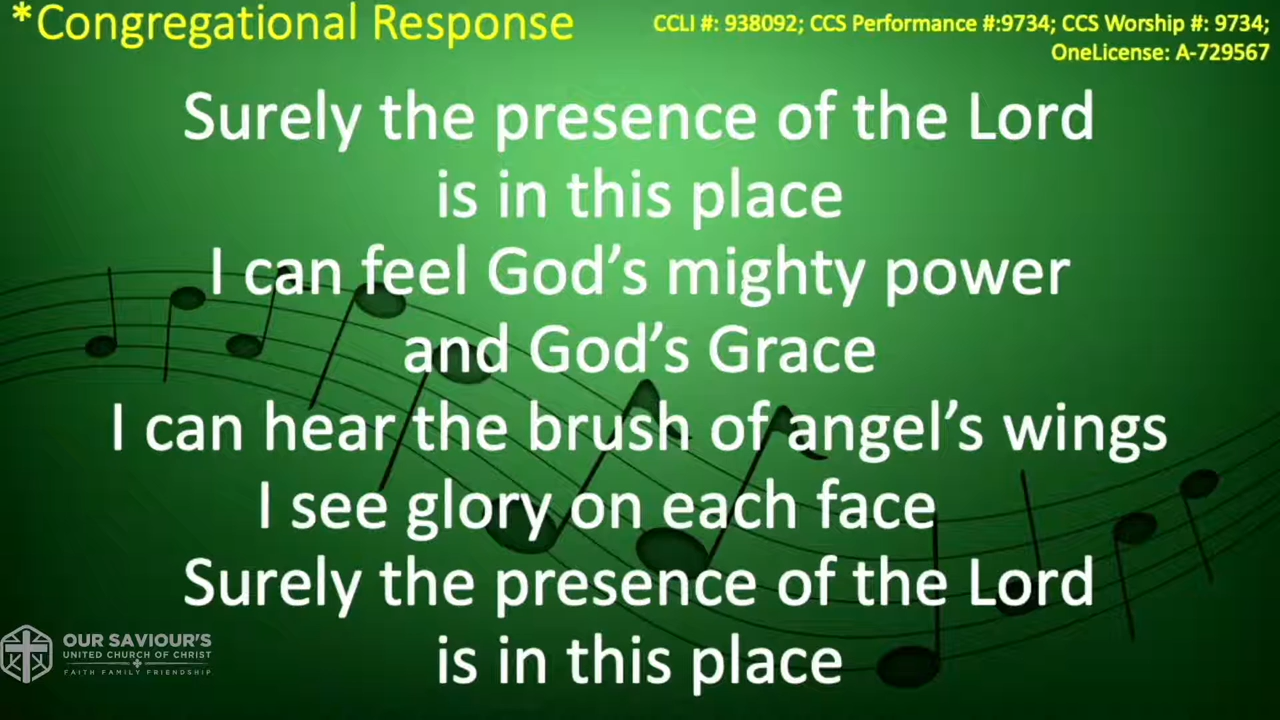 *Congregational Response
CCLI #: 938092; CCS Performance #:9734; CCS Worship #: 9734;
OneLicense: A-729567
Surely the presence of the Lord
is in this place
I can feel God’s mighty power
and God’s Grace
I can hear the brush of angel’s wings
I see glory on each face
Surely the presence of the Lord
is in this place
OUR SAVIOUR'S
UNITED CHURCH OF CHRIST
FAITH FAMILY FRIENDSHIP